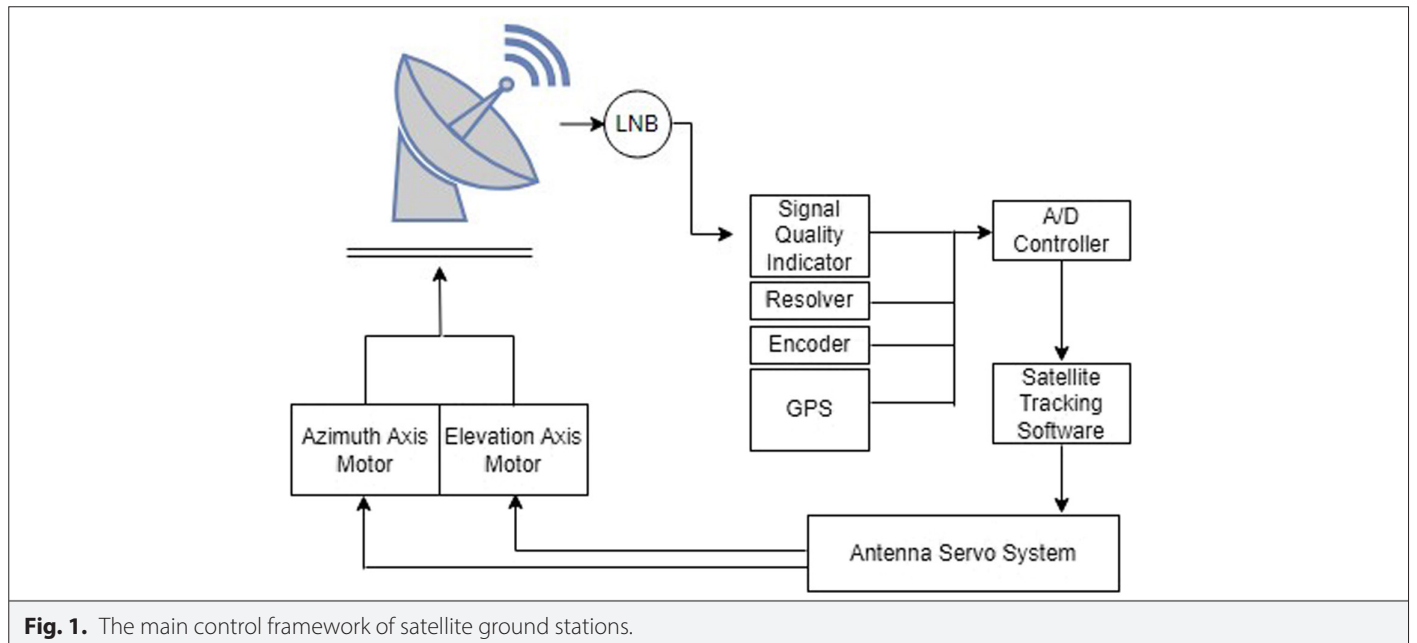 LNB
Signal
Quality
Indicator
Resolver
Encoder
GPS
A/D
Controller
Satellite
Tracking
Software
Azimuth Axis
Motor
Elevation Axis
Motor
Antenna Servo System
Fig. 1. The main control framework of satellite ground stations.